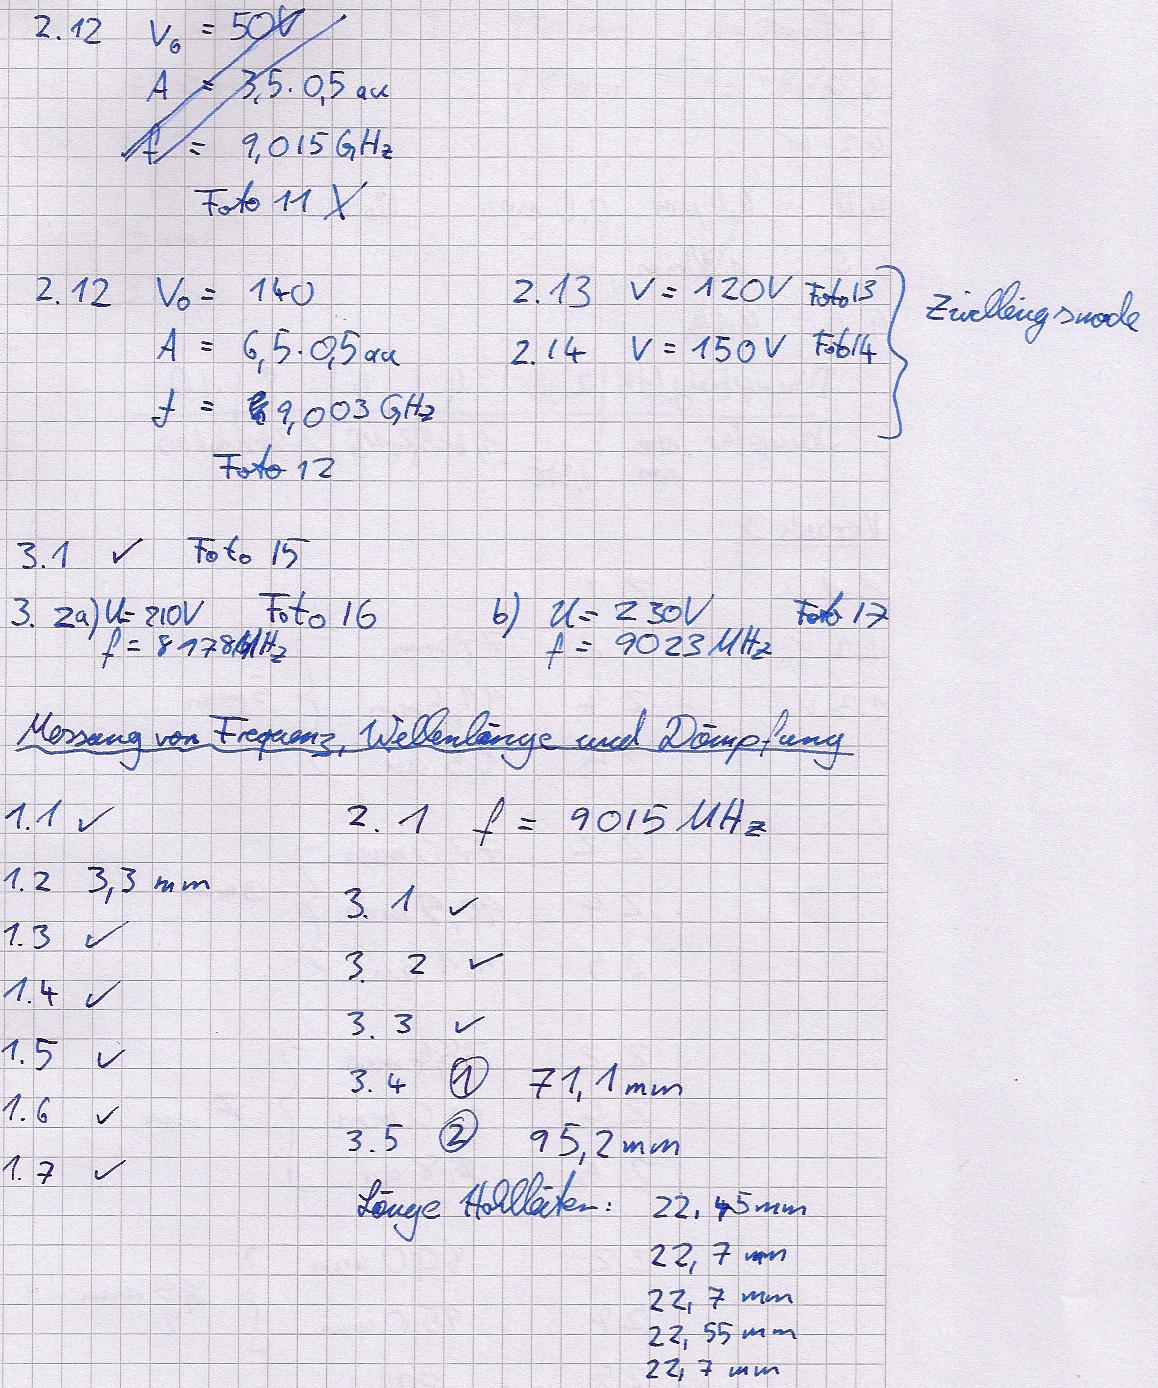 2.12 V₀ = 50V
A = 3,5·0,5 au
f = 9,015 GHz
Foto 11 X
2.12 V₀ = 140
A = 6,5·0,5 au
f = 9,003 GHz
Foto 12
2.13 V = 120V Foto 13
2.14 V = 150V Foto 14
Zwillingsmode
3.1 ✓ Foto 15
3. 2a) U = 210V Foto 16 b) U = 230V Foto 17
f = 8178 MHz f = 9023 MHz
Messung von Frequenz, Wellenlänge und Dämpfung
1.1 ✓
1.2 3,3 mm
1.3 ✓
1.4 ✓
1.5 ✓
1.6 ✓
1.7 ✓
2.1 f = 9015 MHz
3.1 ✓
3.2 ✓
3.3 ✓
3.4 ① 71,1 mm
3.5 ② 95,2 mm
Länge Hohlleiter: 22,45 mm
22,7 mm
22,7 mm
22,55 mm
22,7 mm